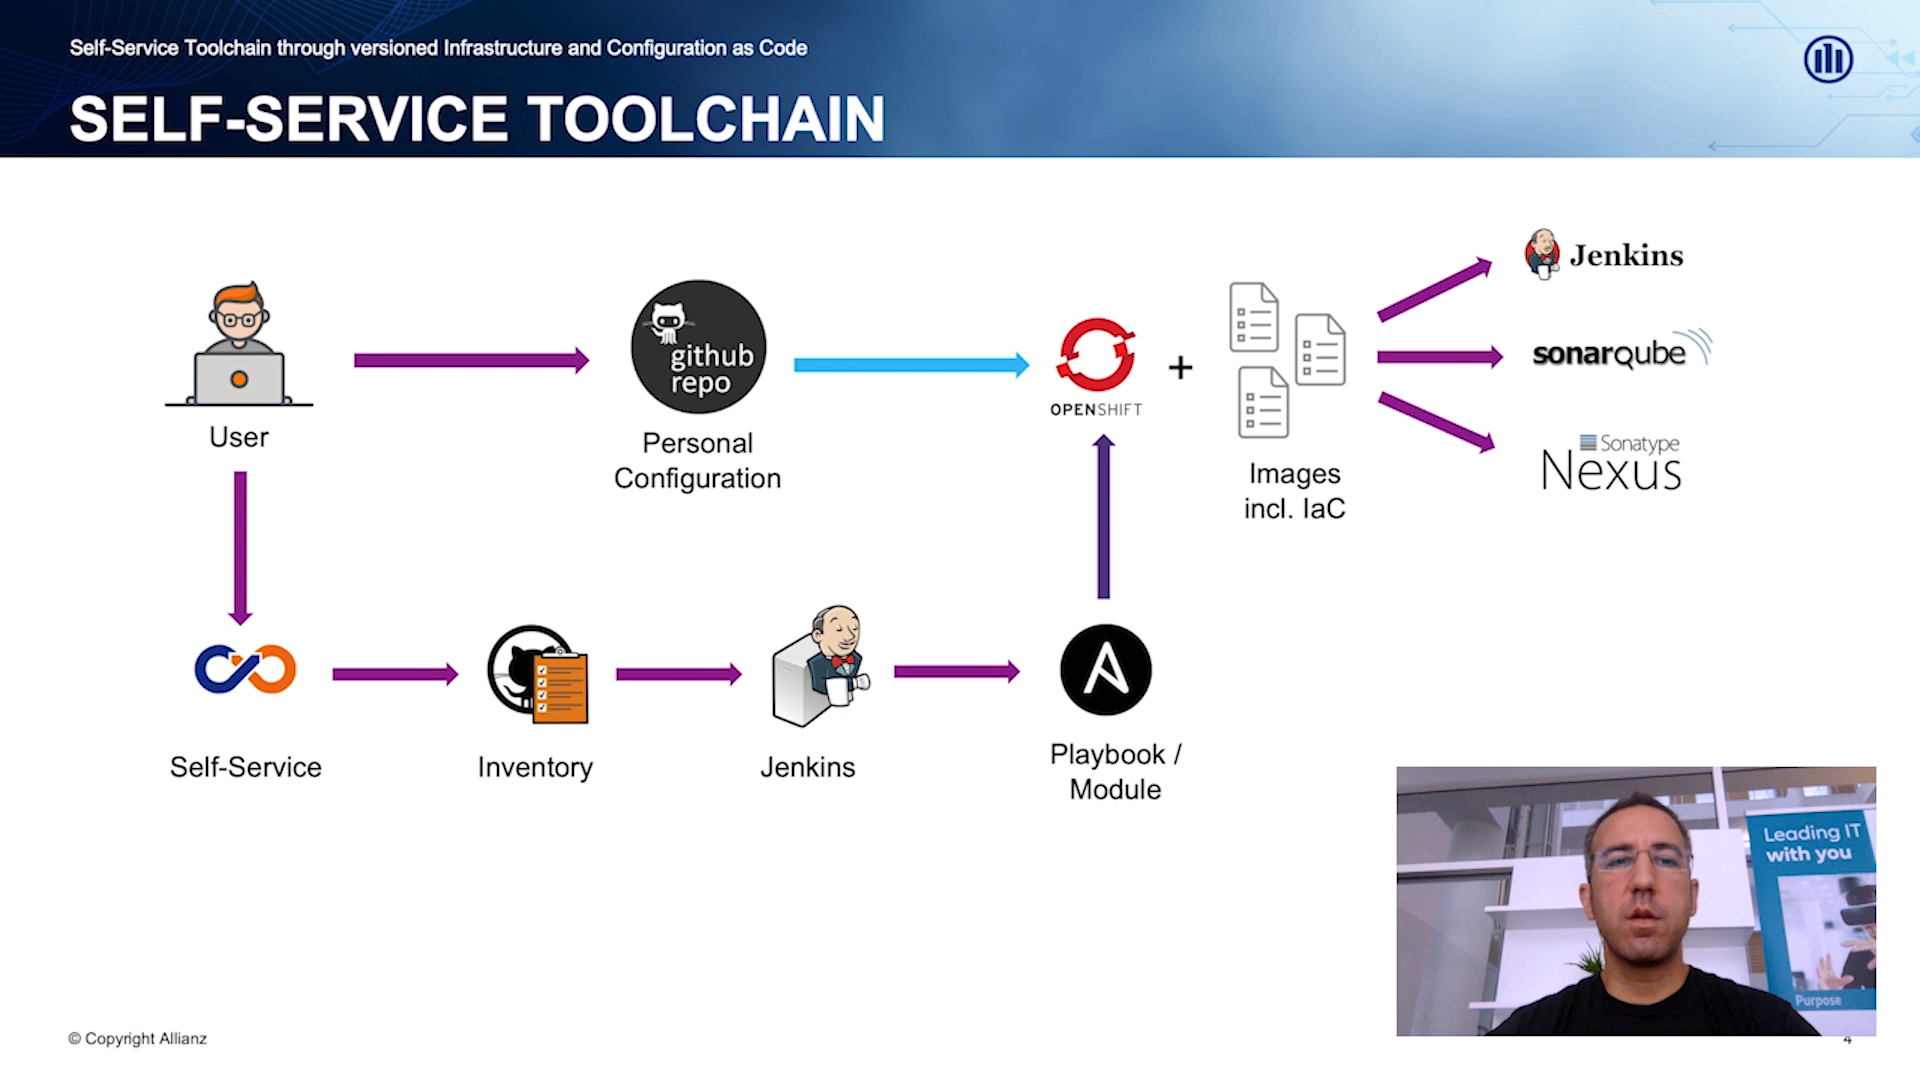 Self-Service Toolchain through versioned Infrastructure and Configuration as Code
SELF-SERVICE TOOLCHAIN
User
github
repo
Personal
Configuration
OPENSHIFT
+
Images
incl. IaC
Jenkins
sonarqube
Sonatype
Nexus
Self-Service
Inventory
Jenkins
Playbook /
Module
Leading IT
with you
Purpose
© Copyright Allianz
4